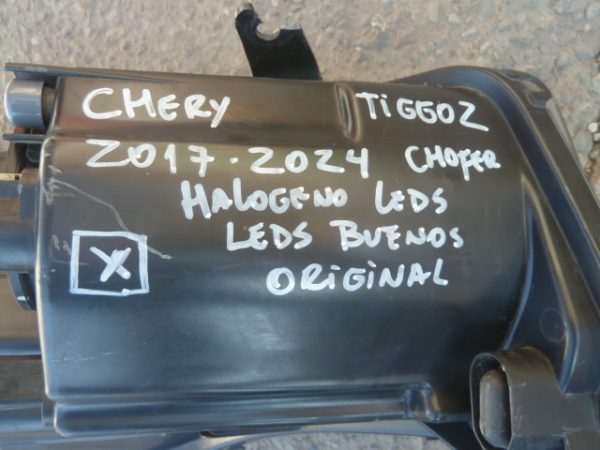 CHERY TiGGO2
2017.2024 CHOFER
HALOGENO LEDS
LEDS BUENOS
X ORiGiNAL